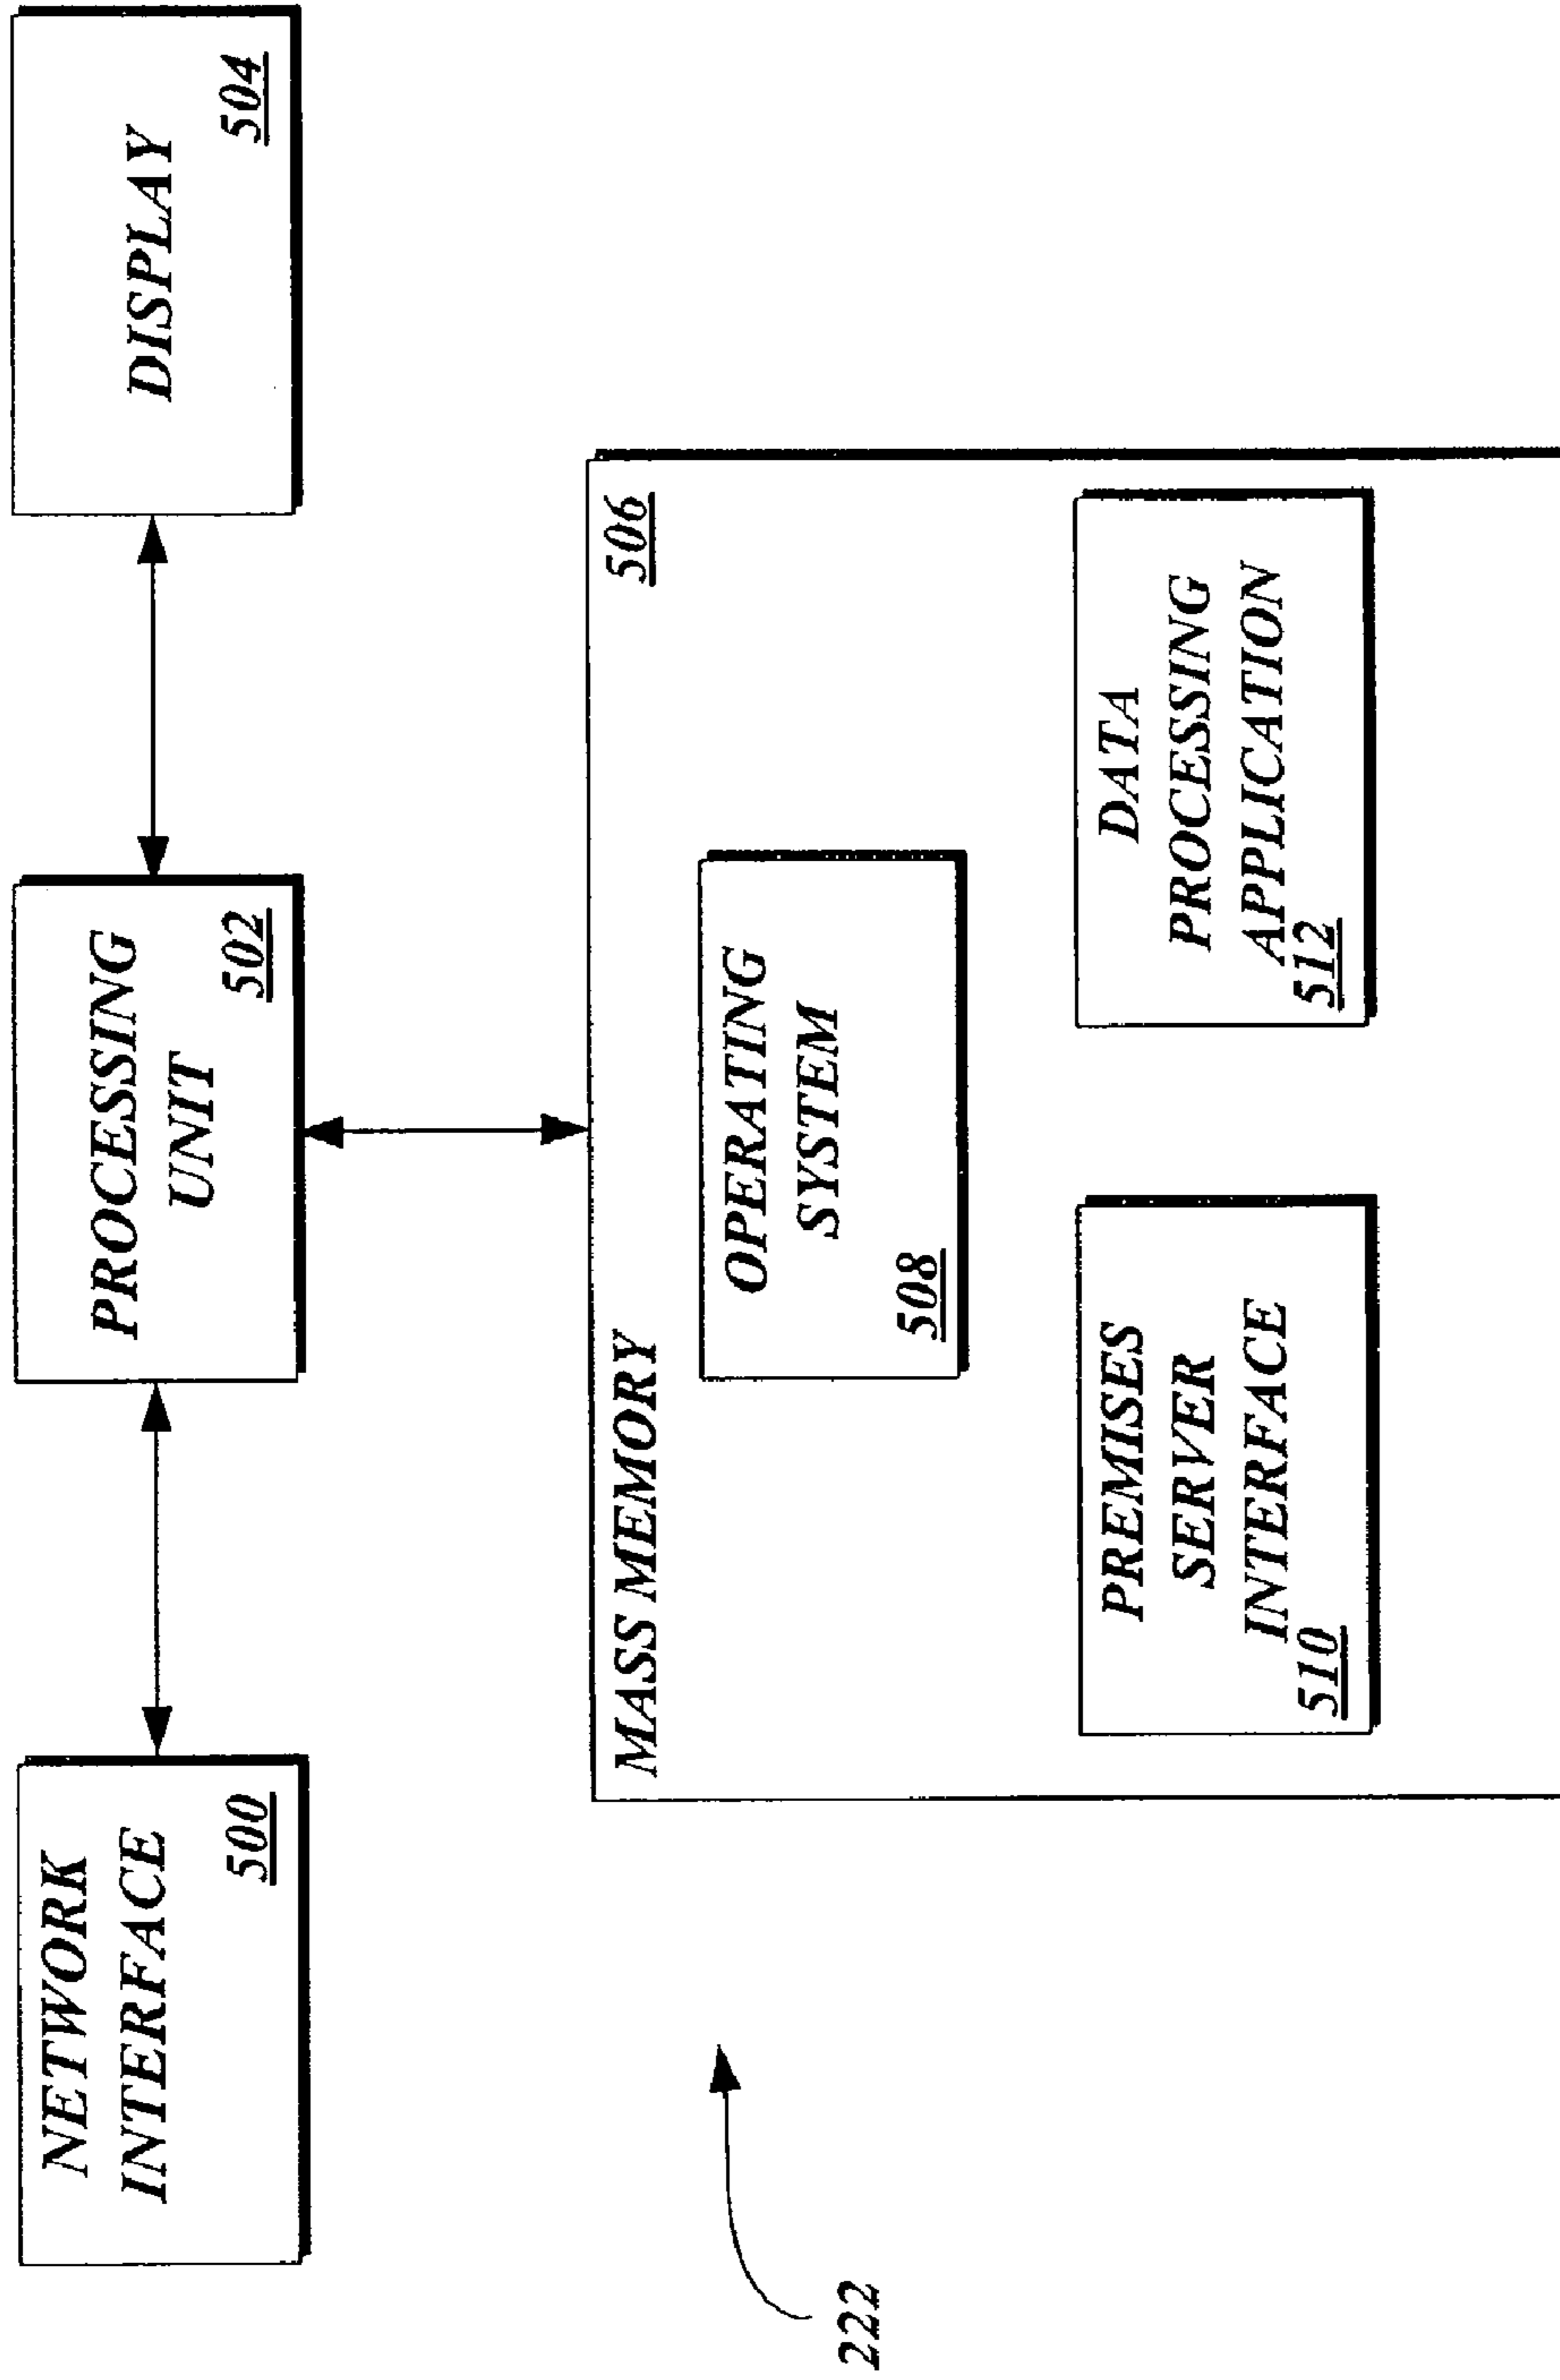 NETWORK
INTERFACE
500
PROCESSING
UNIT
502
DISPLAY
504
MASS MEMORY
506
OPERATING
SYSTEM
508
PREMISES
SERVER
INTERFACE
510
DATA
PROCESSING
APPLICATION
512
222